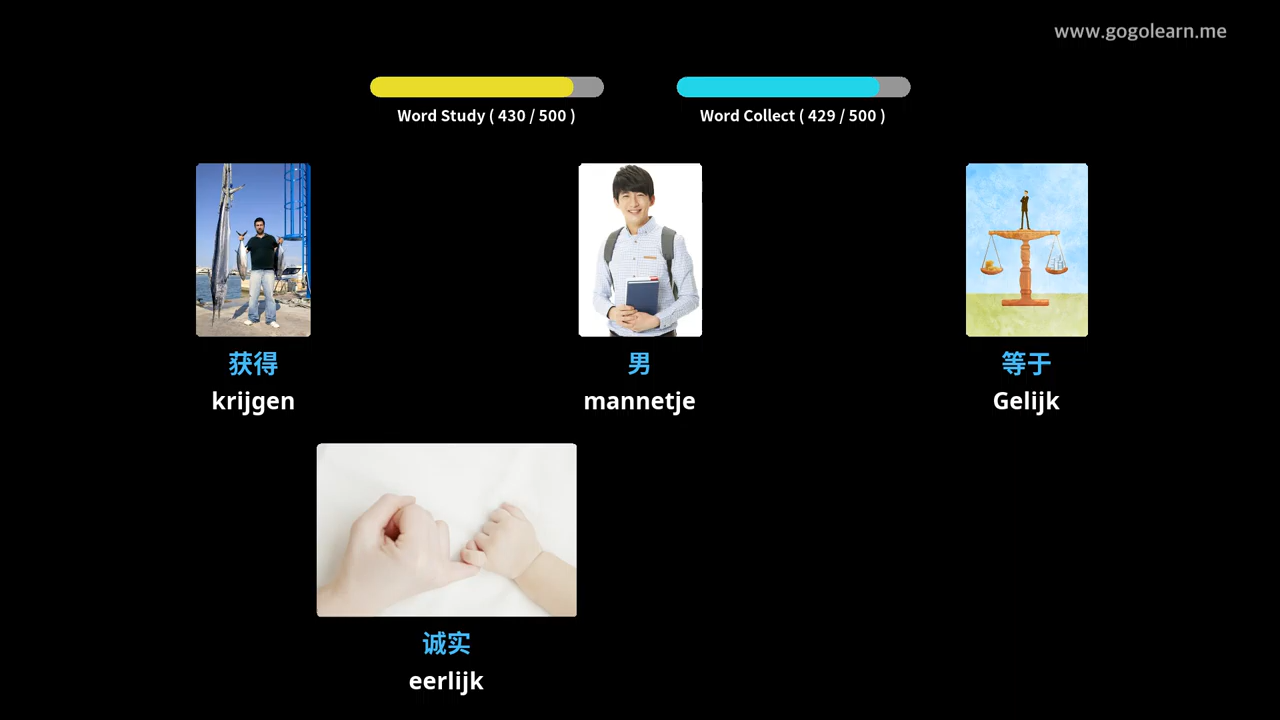 www.gogolearn.me
Word Study ( 430 / 500 )
Word Collect ( 429 / 500 )
获得
krijgen
男
mannetje
等于
Gelijk
诚实
eerlijk